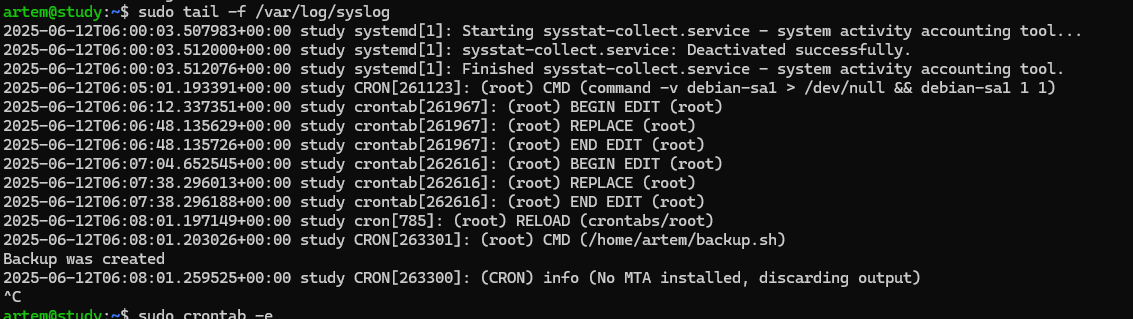 artem@study:~$ sudo tail -f /var/log/syslog
2025-06-12T06:00:03.507983+00:00 study systemd[1]: Starting sysstat-collect.service - system activity accounting tool...
2025-06-12T06:00:03.512000+00:00 study systemd[1]: sysstat-collect.service: Deactivated successfully.
2025-06-12T06:00:03.512076+00:00 study systemd[1]: Finished sysstat-collect.service - system activity accounting tool.
2025-06-12T06:05:01.193391+00:00 study CRON[261123]: (root) CMD (command -v debian-sa1 > /dev/null && debian-sa1 1 1)
2025-06-12T06:06:12.337351+00:00 study crontab[261967]: (root) BEGIN EDIT (root)
2025-06-12T06:06:48.135629+00:00 study crontab[261967]: (root) REPLACE (root)
2025-06-12T06:06:48.135726+00:00 study crontab[261967]: (root) END EDIT (root)
2025-06-12T06:07:04.652545+00:00 study crontab[262616]: (root) BEGIN EDIT (root)
2025-06-12T06:07:38.296013+00:00 study crontab[262616]: (root) REPLACE (root)
2025-06-12T06:07:38.296188+00:00 study crontab[262616]: (root) END EDIT (root)
2025-06-12T06:08:01.197149+00:00 study cron[785]: (root) RELOAD (crontabs/root)
2025-06-12T06:08:01.203026+00:00 study CRON[263301]: (root) CMD (/home/artem/backup.sh)
Backup was created
2025-06-12T06:08:01.259525+00:00 study CRON[263300]: (CRON) info (No MTA installed, discarding output)
^C
artem@study:~$ sudo crontab -e